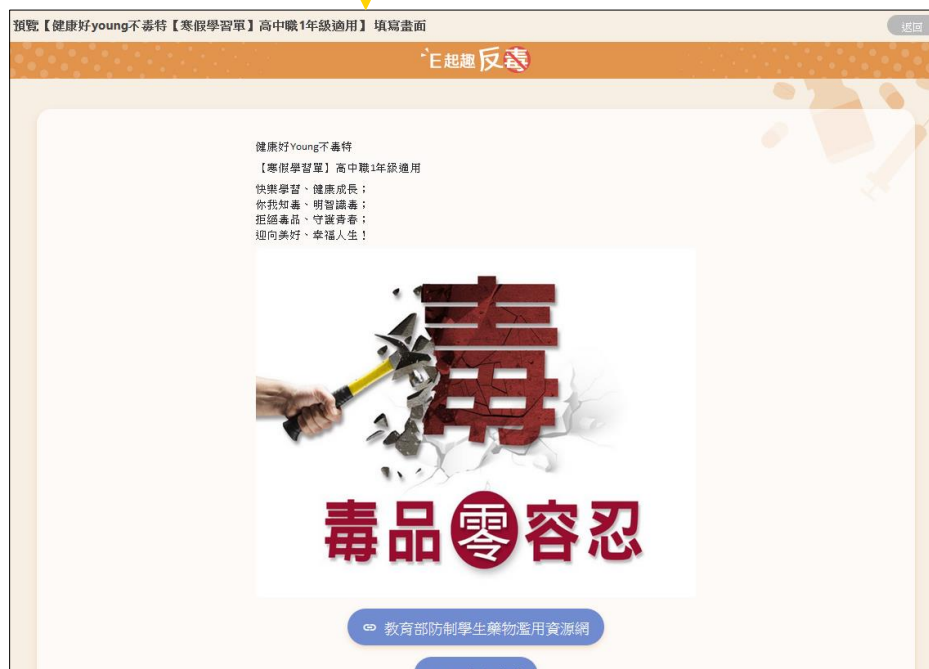 預覽【健康好young不毒特【寒假學習單】高中職1年級適用】填寫畫面
返回
E起趣反毒
健康好Young不毒特
【寒假學習單】高中職1年級適用
快樂學習、健康成長；
你我知毒、明智識毒；
拒絕毒品、守護青春；
迎向美好、幸福人生！
毒
毒品零容忍
教育部防制學生藥物濫用資源網